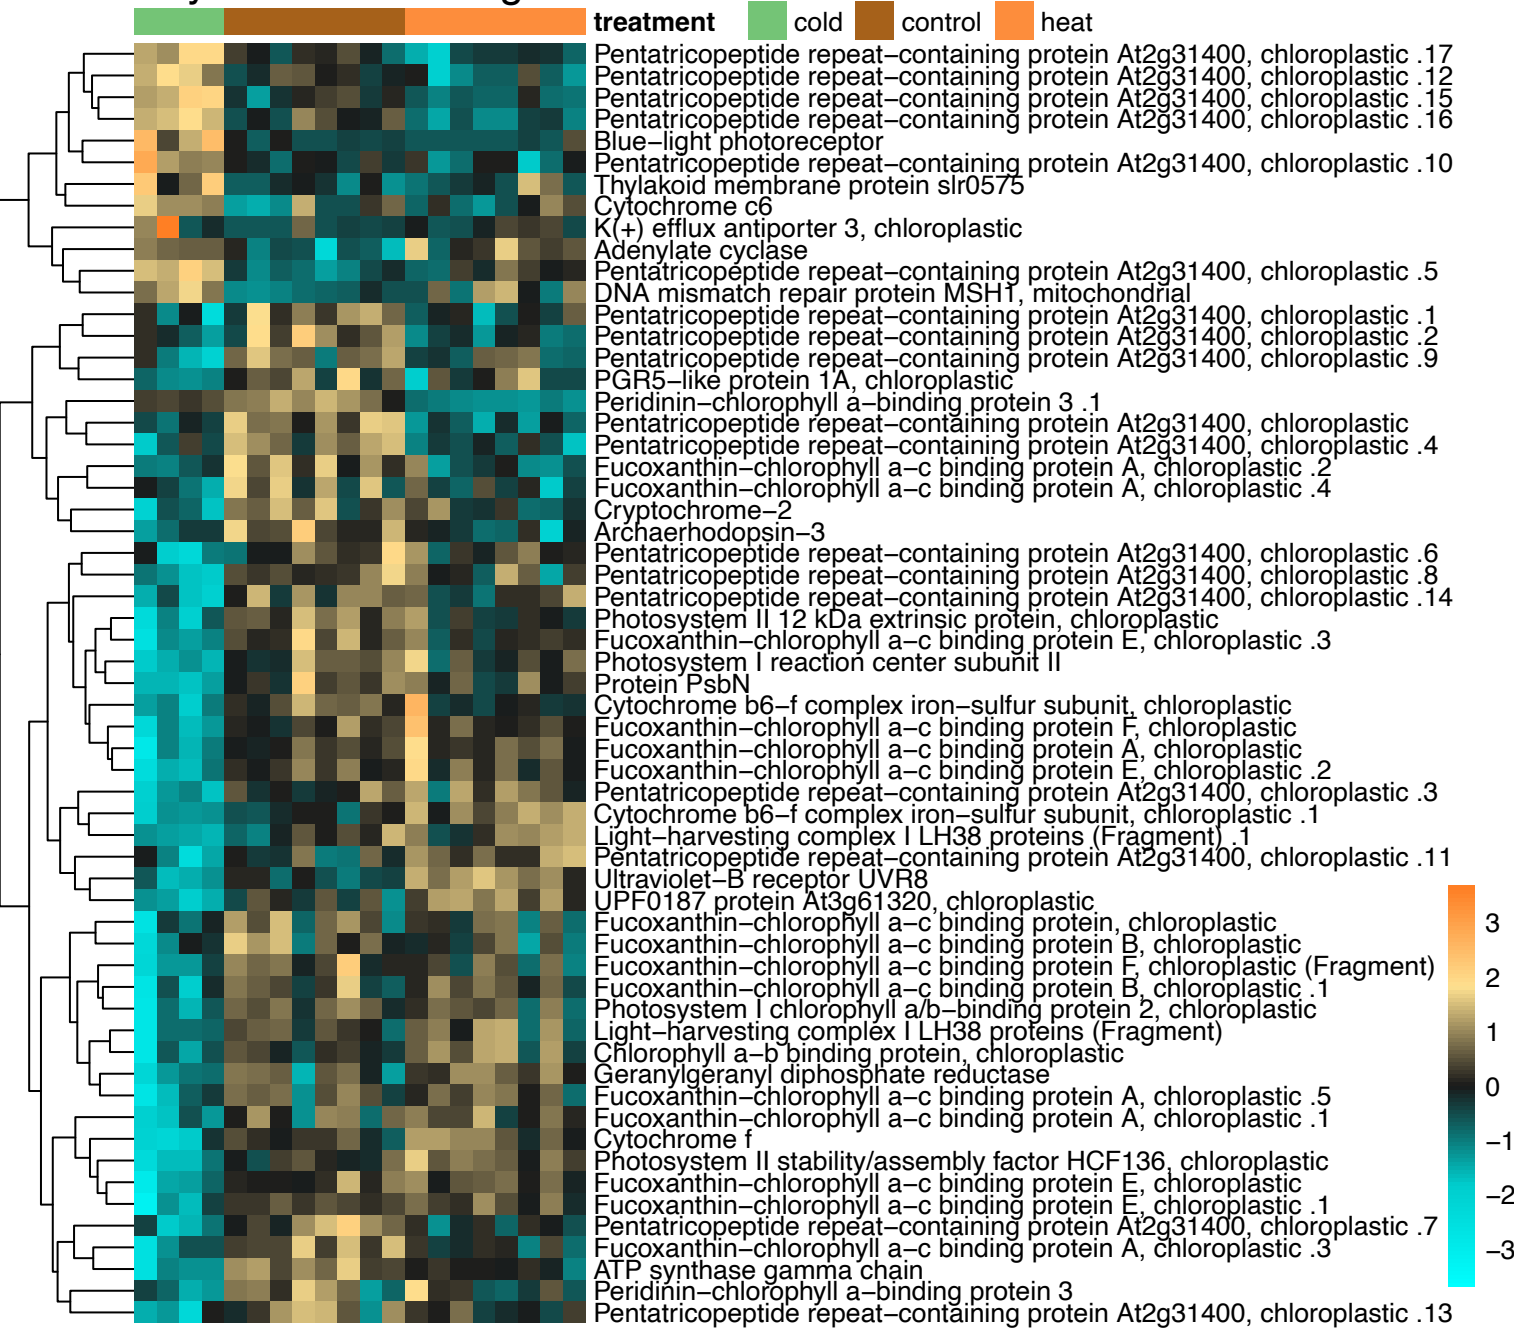 treatment cold control heat
Pentatricopeptide repeat−containing protein At2g31400, chloroplastic .17
Pentatricopeptide repeat−containing protein At2g31400, chloroplastic .12
Pentatricopeptide repeat−containing protein At2g31400, chloroplastic .15
Pentatricopeptide repeat−containing protein At2g31400, chloroplastic .16
Blue−light photoreceptor
Pentatricopeptide repeat−containing protein At2g31400, chloroplastic .10
Thylakoid membrane protein slr0575
Cytochrome c6
K(+) efflux antiporter 3, chloroplastic
Adenylate cyclase
Pentatricopeptide repeat−containing protein At2g31400, chloroplastic .5
DNA mismatch repair protein MSH1, mitochondrial
Pentatricopeptide repeat−containing protein At2g31400, chloroplastic .1
Pentatricopeptide repeat−containing protein At2g31400, chloroplastic .2
Pentatricopeptide repeat−containing protein At2g31400, chloroplastic .9
PGR5−like protein 1A, chloroplastic
Peridinin−chlorophyll a−binding protein 3 .1
Pentatricopeptide repeat−containing protein At2g31400, chloroplastic
Pentatricopeptide repeat−containing protein At2g31400, chloroplastic .4
Fucoxanthin−chlorophyll a−c binding protein A, chloroplastic .2
Fucoxanthin−chlorophyll a−c binding protein A, chloroplastic .4
Cryptochrome−2
Archaerhodopsin−3
Pentatricopeptide repeat−containing protein At2g31400, chloroplastic .6
Pentatricopeptide repeat−containing protein At2g31400, chloroplastic .8
Pentatricopeptide repeat−containing protein At2g31400, chloroplastic .14
Photosystem II 12 kDa extrinsic protein, chloroplastic
Fucoxanthin−chlorophyll a−c binding protein E, chloroplastic .3
Photosystem I reaction center subunit II
Protein PsbN
Cytochrome b6−f complex iron−sulfur subunit, chloroplastic
Fucoxanthin−chlorophyll a−c binding protein F, chloroplastic
Fucoxanthin−chlorophyll a−c binding protein A, chloroplastic
Fucoxanthin−chlorophyll a−c binding protein E, chloroplastic .2
Pentatricopeptide repeat−containing protein At2g31400, chloroplastic .3
Cytochrome b6−f complex iron−sulfur subunit, chloroplastic .1
Light−harvesting complex I LH38 proteins (Fragment) .1
Pentatricopeptide repeat−containing protein At2g31400, chloroplastic .11
Ultraviolet−B receptor UVR8
UPF0187 protein At3g61320, chloroplastic
Fucoxanthin−chlorophyll a−c binding protein, chloroplastic
Fucoxanthin−chlorophyll a−c binding protein B, chloroplastic
Fucoxanthin−chlorophyll a−c binding protein F, chloroplastic (Fragment)
Fucoxanthin−chlorophyll a−c binding protein B, chloroplastic .1
Photosystem I chlorophyll a/b−binding protein 2, chloroplastic
Light−harvesting complex I LH38 proteins (Fragment)
Chlorophyll a−b binding protein, chloroplastic
Geranylgeranyl diphosphate reductase
Fucoxanthin−chlorophyll a−c binding protein A, chloroplastic .5
Fucoxanthin−chlorophyll a−c binding protein A, chloroplastic .1
Cytochrome f
Photosystem II stability/assembly factor HCF136, chloroplastic
Fucoxanthin−chlorophyll a−c binding protein E, chloroplastic
Fucoxanthin−chlorophyll a−c binding protein E, chloroplastic .1
Pentatricopeptide repeat−containing protein At2g31400, chloroplastic .7
Fucoxanthin−chlorophyll a−c binding protein A, chloroplastic .3
ATP synthase gamma chain
Peridinin−chlorophyll a−binding protein 3
Pentatricopeptide repeat−containing protein At2g31400, chloroplastic .13
3
2
1
0
−1
−2
−3